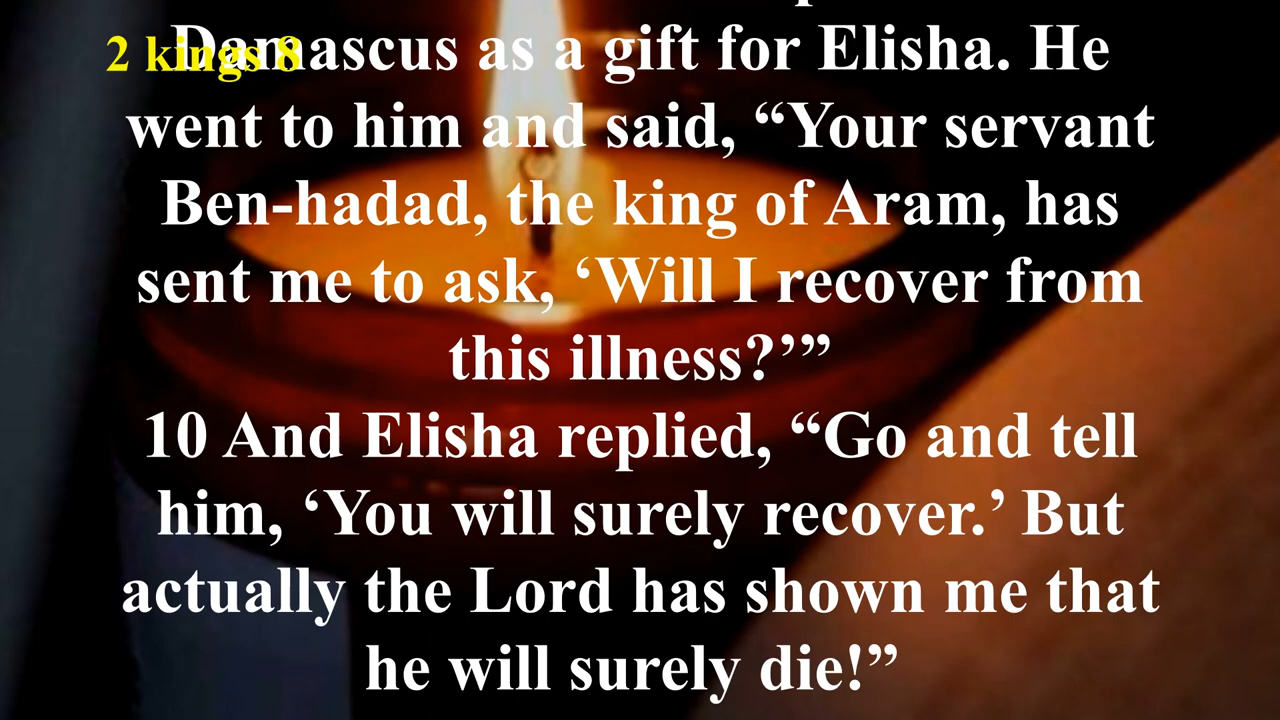 2 kings 8
Damascus as a gift for Elisha. He
went to him and said, “Your servant
Ben-hadad, the king of Aram, has
sent me to ask, ‘Will I recover from
this illness?’”
10 And Elisha replied, “Go and tell
him, ‘You will surely recover.’ But
actually the Lord has shown me that
he will surely die!”